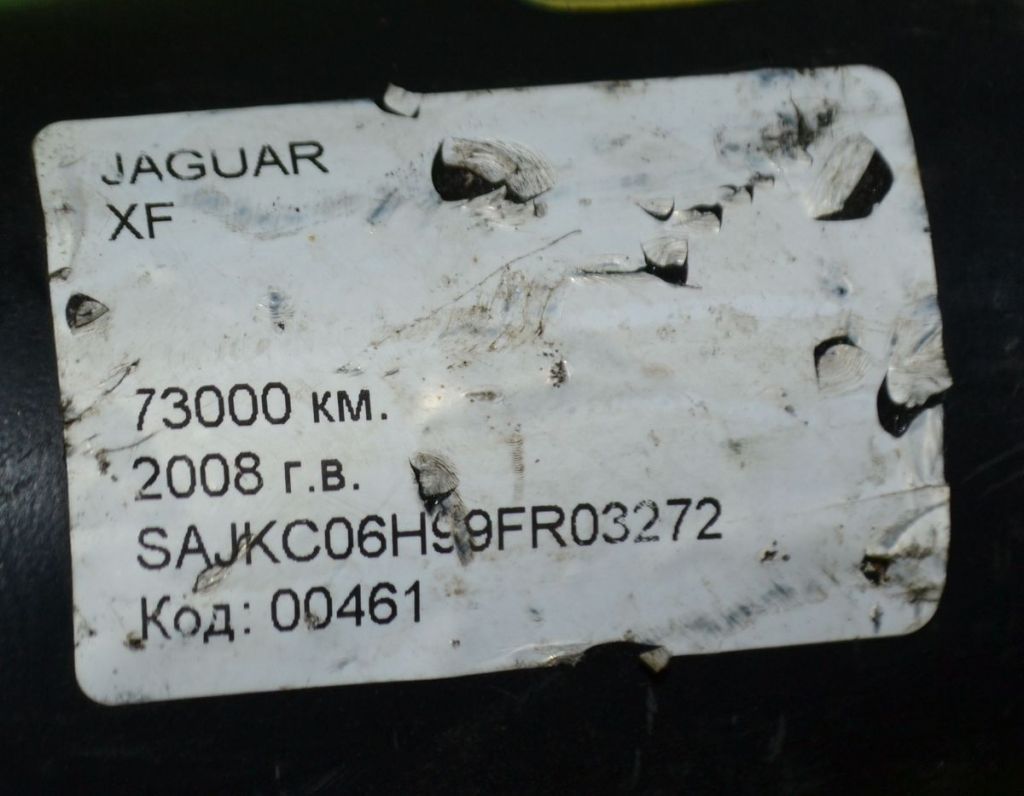 JAGUAR
XF
73000 км.
2008 г.в.
SAJKC06H99FR03272
Код: 00461